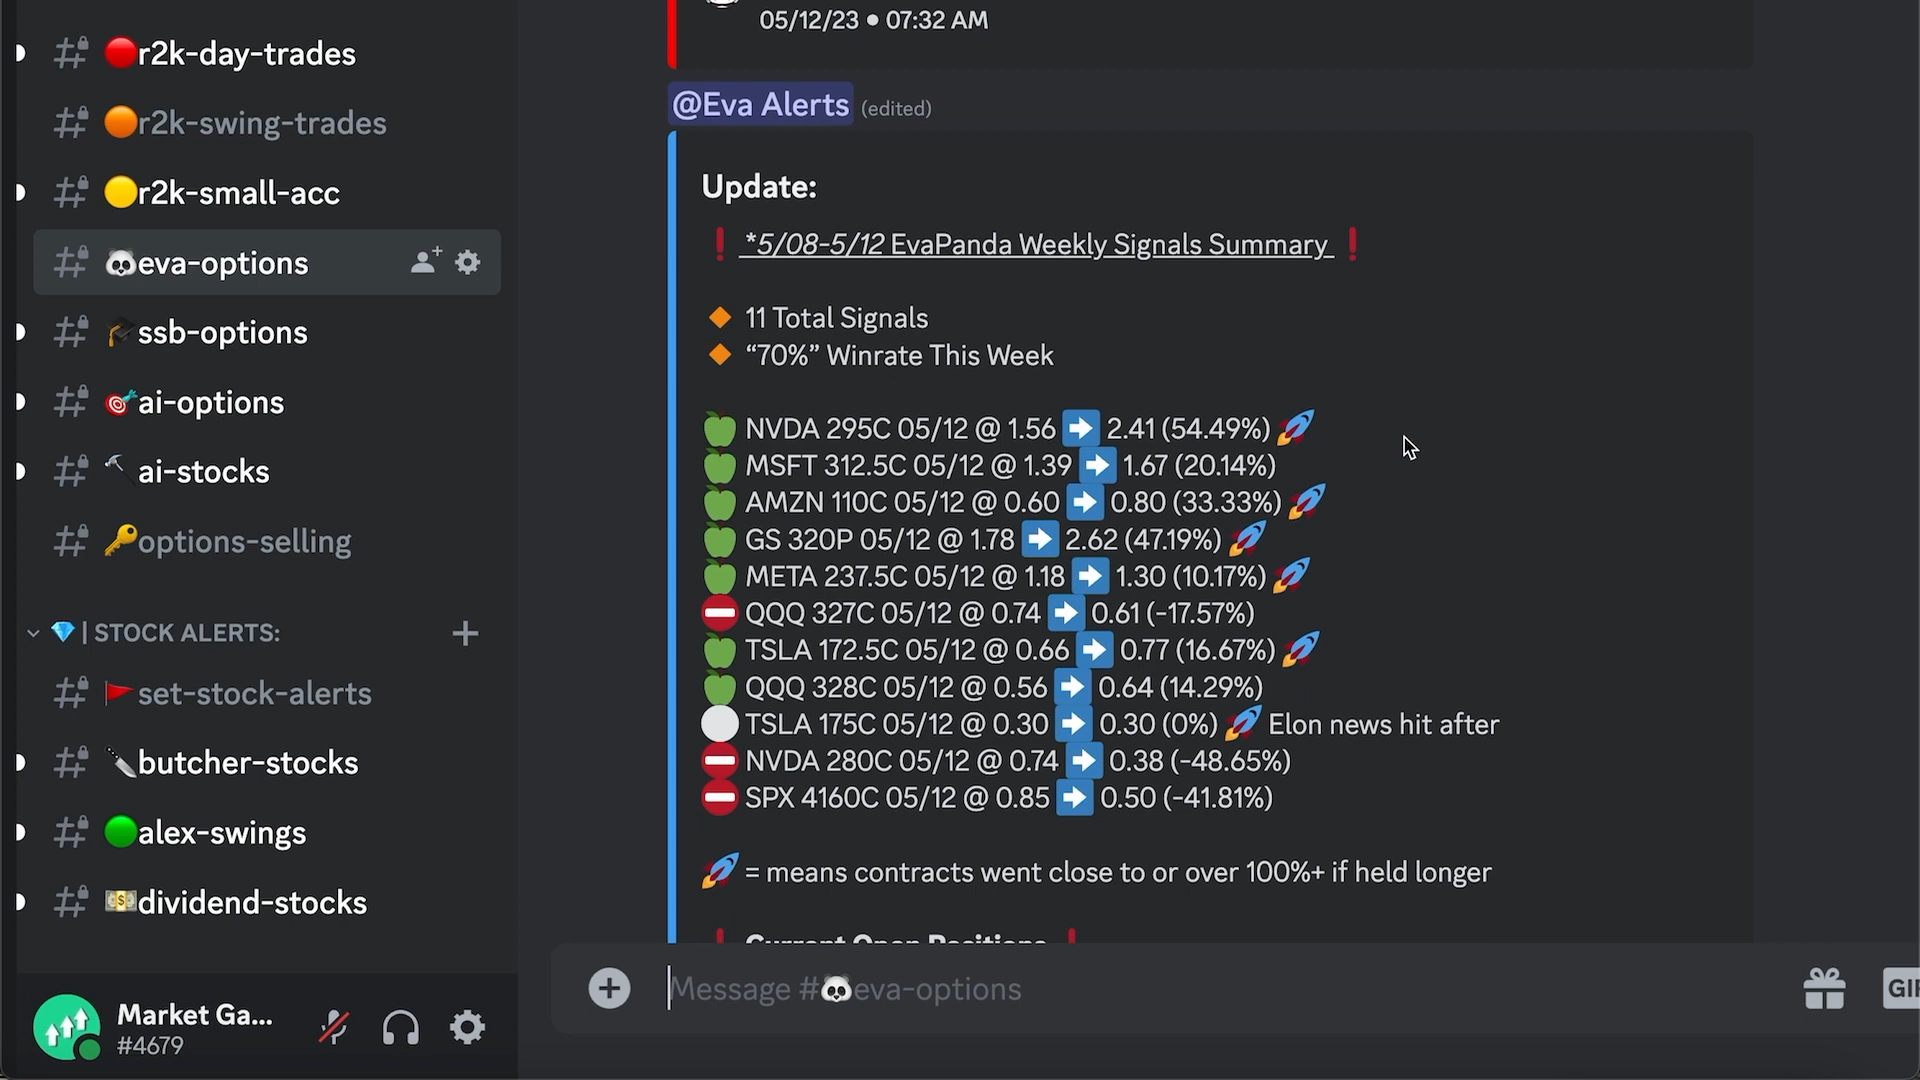 r2k-day-trades
r2k-swing-trades
r2k-small-acc
eva-options
ssb-options
ai-options
ai-stocks
options-selling
| STOCK ALERTS:
set-stock-alerts
butcher-stocks
alex-swings
dividend-stocks
Market Ga...
#4679
05/12/23 • 07:32 AM
@Eva Alerts (edited)
Update:
❗ *5/08-5/12 EvaPanda Weekly Signals Summary ❗
🔸 11 Total Signals
🔸 “70%” Winrate This Week
🍏 NVDA 295C 05/12 @ 1.56 ➡️ 2.41 (54.49%) 🚀
🍏 MSFT 312.5C 05/12 @ 1.39 ➡️ 1.67 (20.14%)
🍏 AMZN 110C 05/12 @ 0.60 ➡️ 0.80 (33.33%) 🚀
🍏 GS 320P 05/12 @ 1.78 ➡️ 2.62 (47.19%) 🚀
🍏 META 237.5C 05/12 @ 1.18 ➡️ 1.30 (10.17%) 🚀
⛔ QQQ 327C 05/12 @ 0.74 ➡️ 0.61 (-17.57%)
🍏 TSLA 172.5C 05/12 @ 0.66 ➡️ 0.77 (16.67%) 🚀
🍏 QQQ 328C 05/12 @ 0.56 ➡️ 0.64 (14.29%)
⚪ TSLA 175C 05/12 @ 0.30 ➡️ 0.30 (0%) 🚀 Elon news hit after
⛔ NVDA 280C 05/12 @ 0.74 ➡️ 0.38 (-48.65%)
⛔ SPX 4160C 05/12 @ 0.85 ➡️ 0.50 (-41.81%)
🚀 = means contracts went close to or over 100%+ if held longer
❗ Current Open Positions ❗
Message #🐼eva-options
GIF